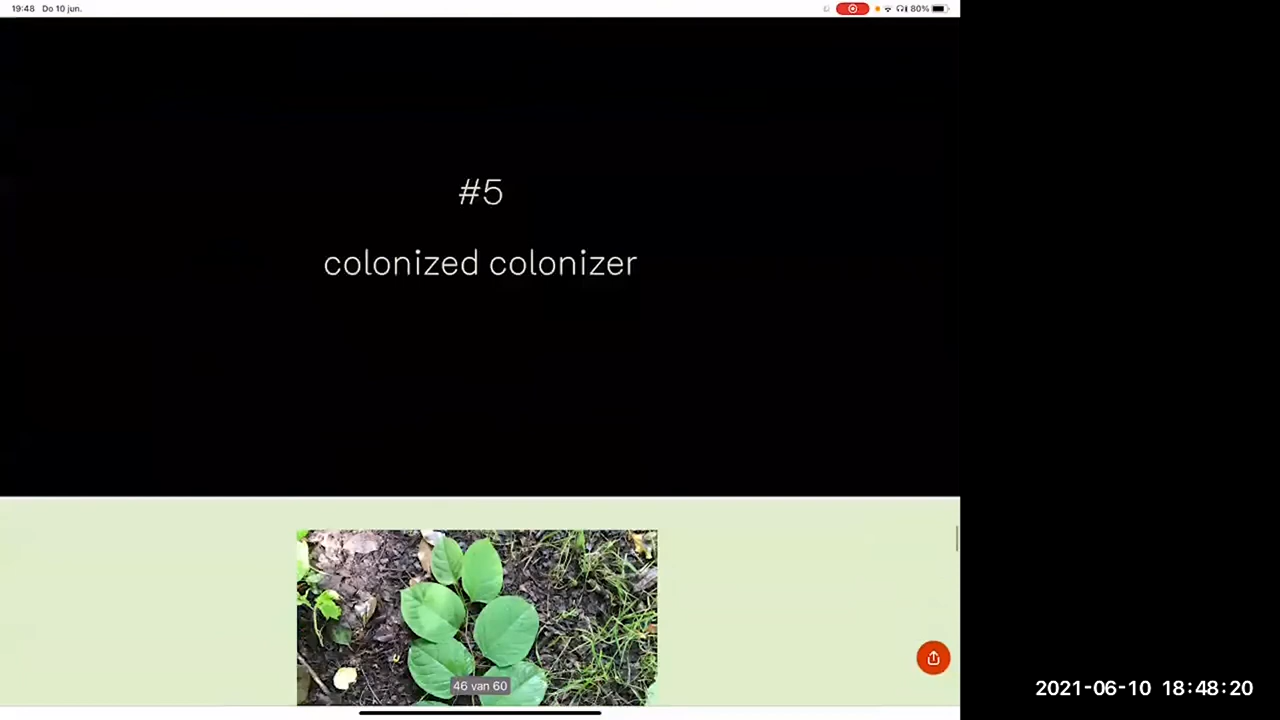 19:48 Do 10 jun.
80%
#5
colonized colonizer
46 van 60
2021-06-10 18:48:20